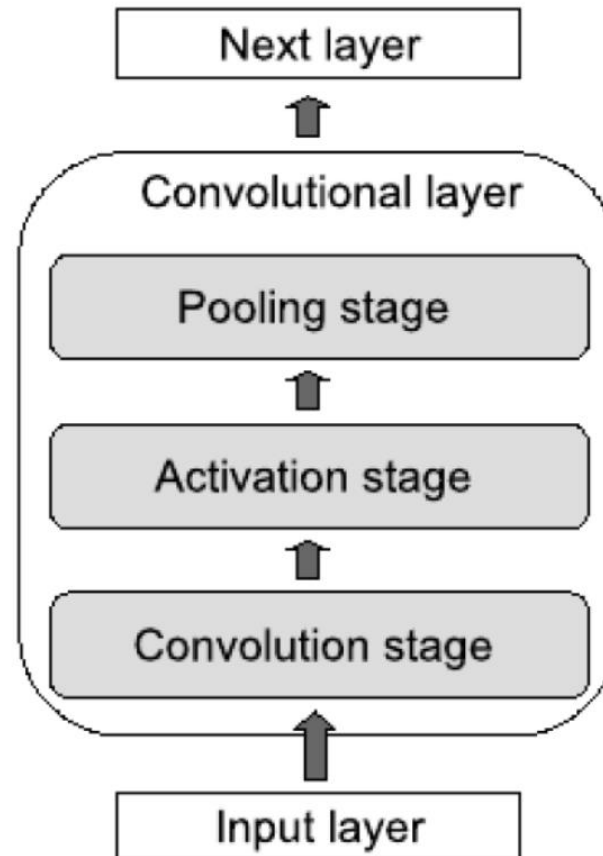 Next layer
Convolutional layer
Pooling stage
Activation stage
Convolution stage
Input layer